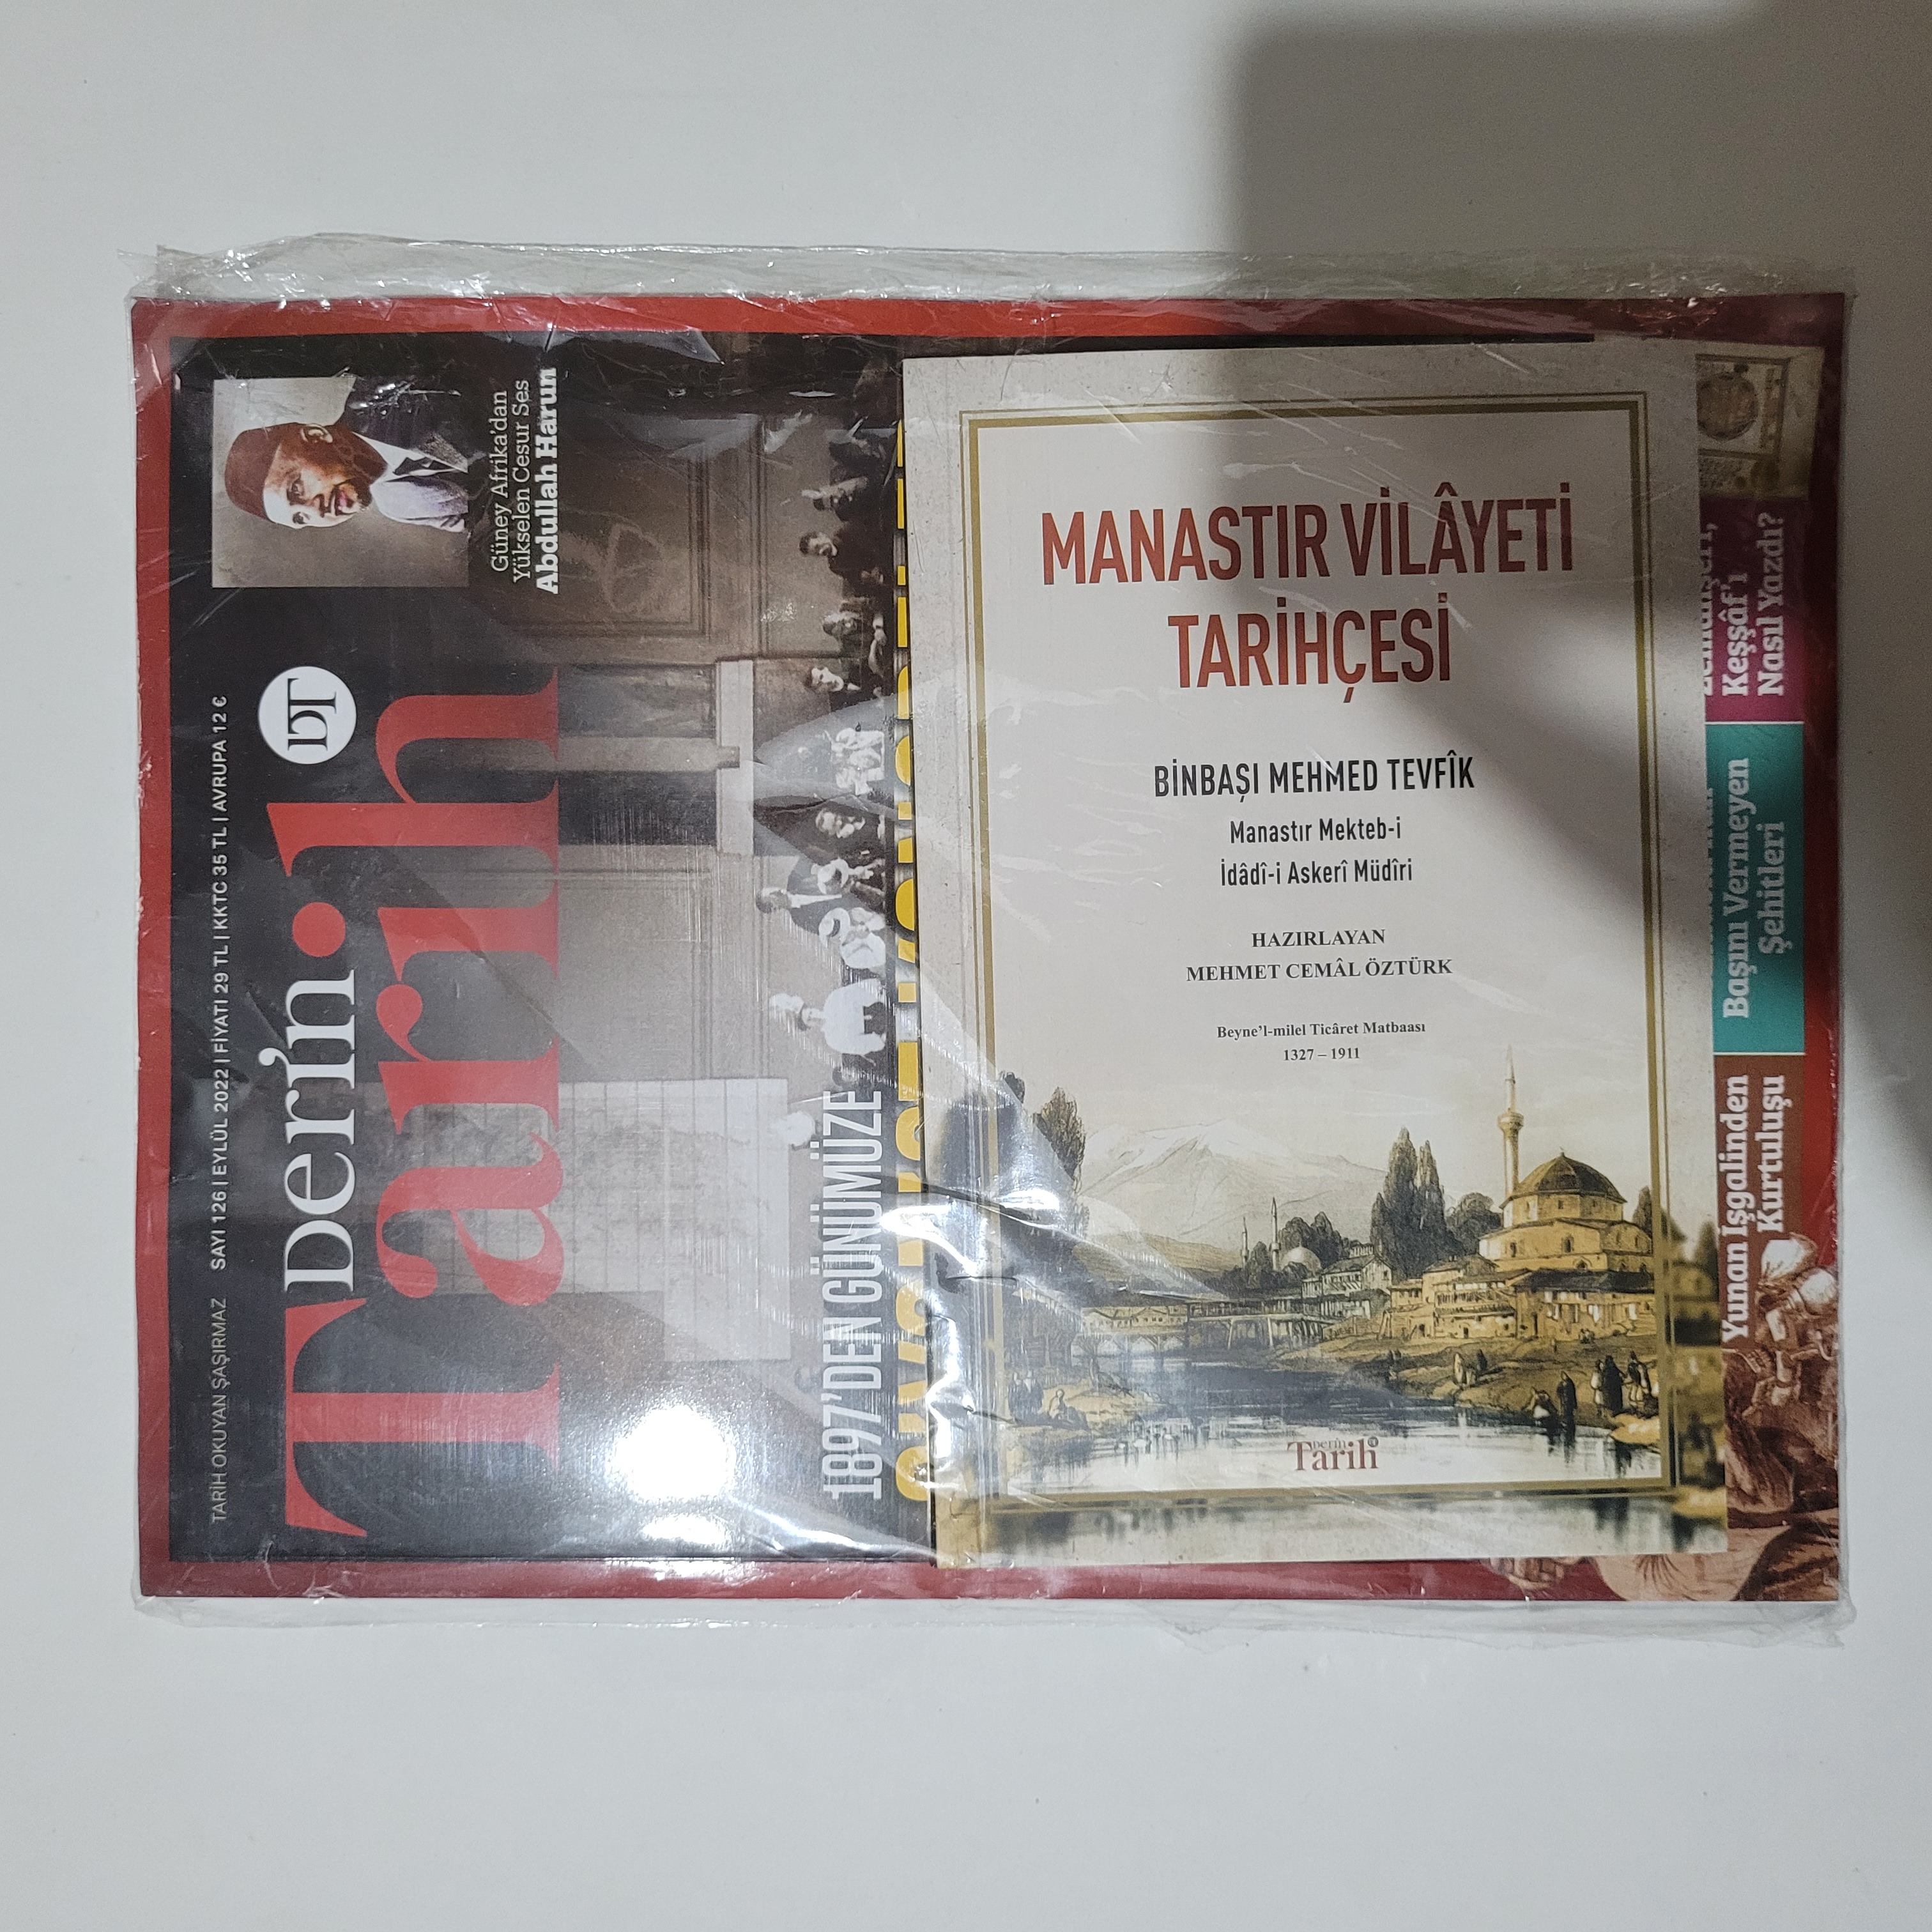 TARİH OKUYAN ŞAŞIRMAZ
SAYI 126 | EYLÜL 2022 | FİYATI 29 TL | KKTC 35 TL | AVRUPA 12 €
Derin
Tarih
DT
Güney Afrika'dan
Yükselen Cesur Ses
Abdullah Harun
1897'DEN GÜNÜMÜZE
MANASTIR VİLÂYETİ
TARİHÇESİ
BİNBAŞI MEHMED TEVFÎK
Manastır Mekteb-i
İdâdî-i Askerî Müdîri
HAZIRLAYAN
MEHMET CEMÂL ÖZTÜRK
Beyne'l-milel Ticâret Matbaası
1327 – 1911
Derin
Tarih
Yunan İşgalinden
Kurtuluşu
Başını Vermeyen
Şehitleri
Keşşâf'ı
Nasıl Yazdı?